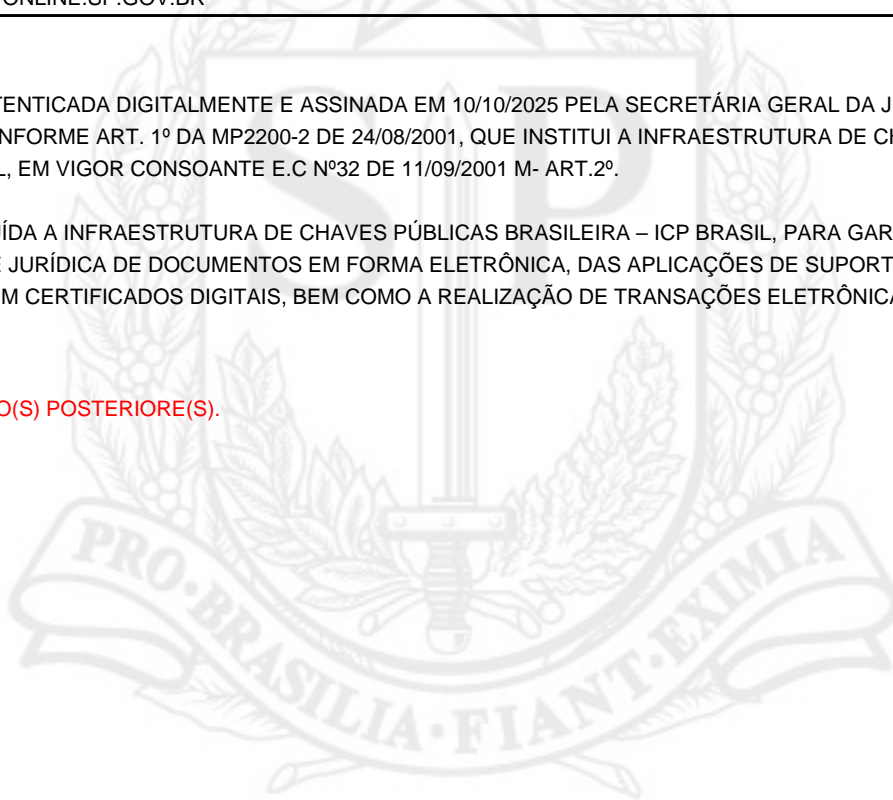 ONLINE.SP.GOV.BR
TENTICADA DIGITALMENTE E ASSINADA EM 10/10/2025 PELA SECRETÁRIA GERAL DA J
NFORME ART. 1º DA MP2200-2 DE 24/08/2001, QUE INSTITUI A INFRAESTRUTURA DE CH
L, EM VIGOR CONSOANTE E.C Nº32 DE 11/09/2001 M- ART.2º.
ÍDA A INFRAESTRUTURA DE CHAVES PÚBLICAS BRASILEIRA – ICP BRASIL, PARA GAR
E JURÍDICA DE DOCUMENTOS EM FORMA ELETRÔNICA, DAS APLICAÇÕES DE SUPORT
M CERTIFICADOS DIGITAIS, BEM COMO A REALIZAÇÃO DE TRANSAÇÕES ELETRÔNICA
O(S) POSTERIORE(S).
SP
PRO·BRASILIA·FIANT·EXIMIA